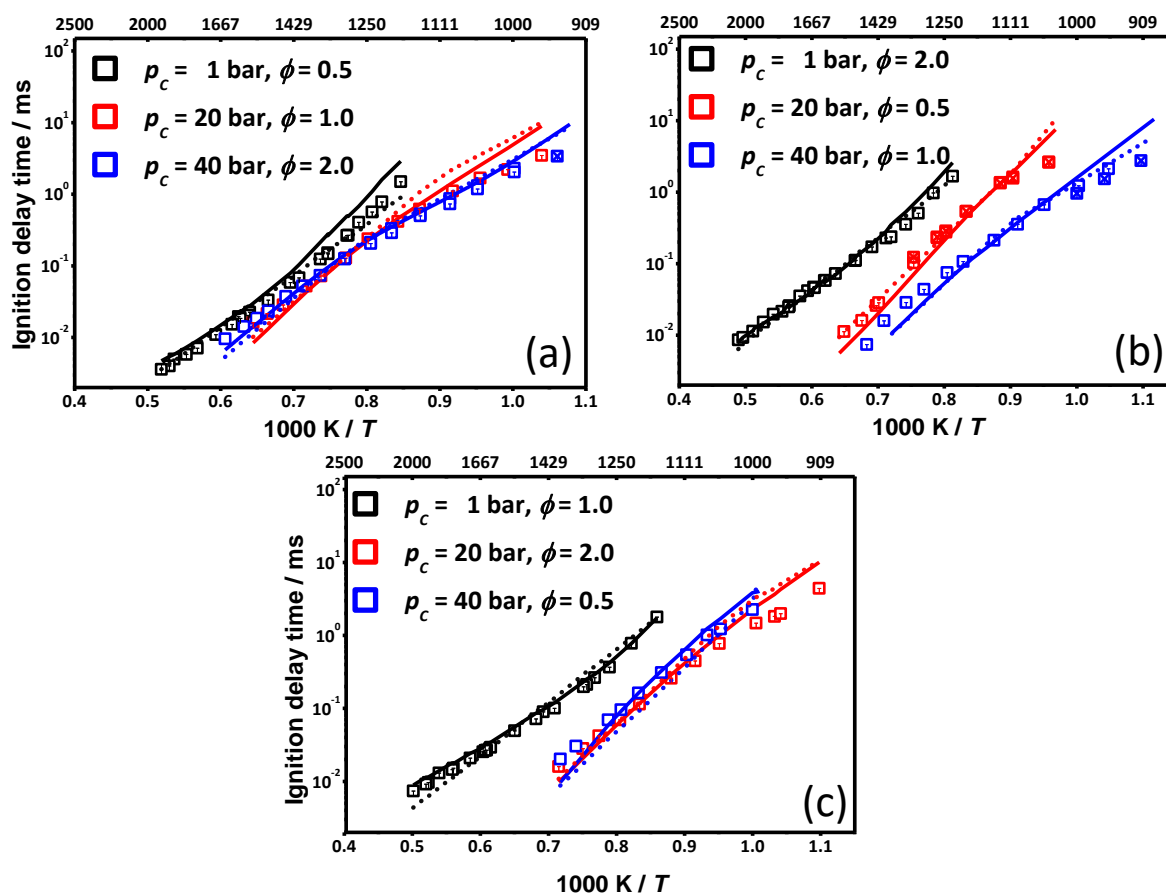 2500 2000 1667 1429 1250 1111 1000 909
10² 10¹ 10⁰ 10⁻¹ 10⁻²
Ignition delay time / ms
p_c = 1 bar, ϕ = 0.5
p_c = 20 bar, ϕ = 1.0
p_c = 40 bar, ϕ = 2.0
(a)
0.4 0.5 0.6 0.7 0.8 0.9 1.0 1.1
1000 K / T
2500 2000 1667 1429 1250 1111 1000 909
10² 10¹ 10⁰ 10⁻¹ 10⁻²
p_c = 1 bar, ϕ = 2.0
p_c = 20 bar, ϕ = 0.5
p_c = 40 bar, ϕ = 1.0
(b)
0.4 0.5 0.6 0.7 0.8 0.9 1.0 1.1
1000 K / T
2500 2000 1667 1429 1250 1111 1000 909
10² 10¹ 10⁰ 10⁻¹ 10⁻²
Ignition delay time / ms
p_c = 1 bar, ϕ = 1.0
p_c = 20 bar, ϕ = 2.0
p_c = 40 bar, ϕ = 0.5
(c)
0.4 0.5 0.6 0.7 0.8 0.9 1.0 1.1
1000 K / T